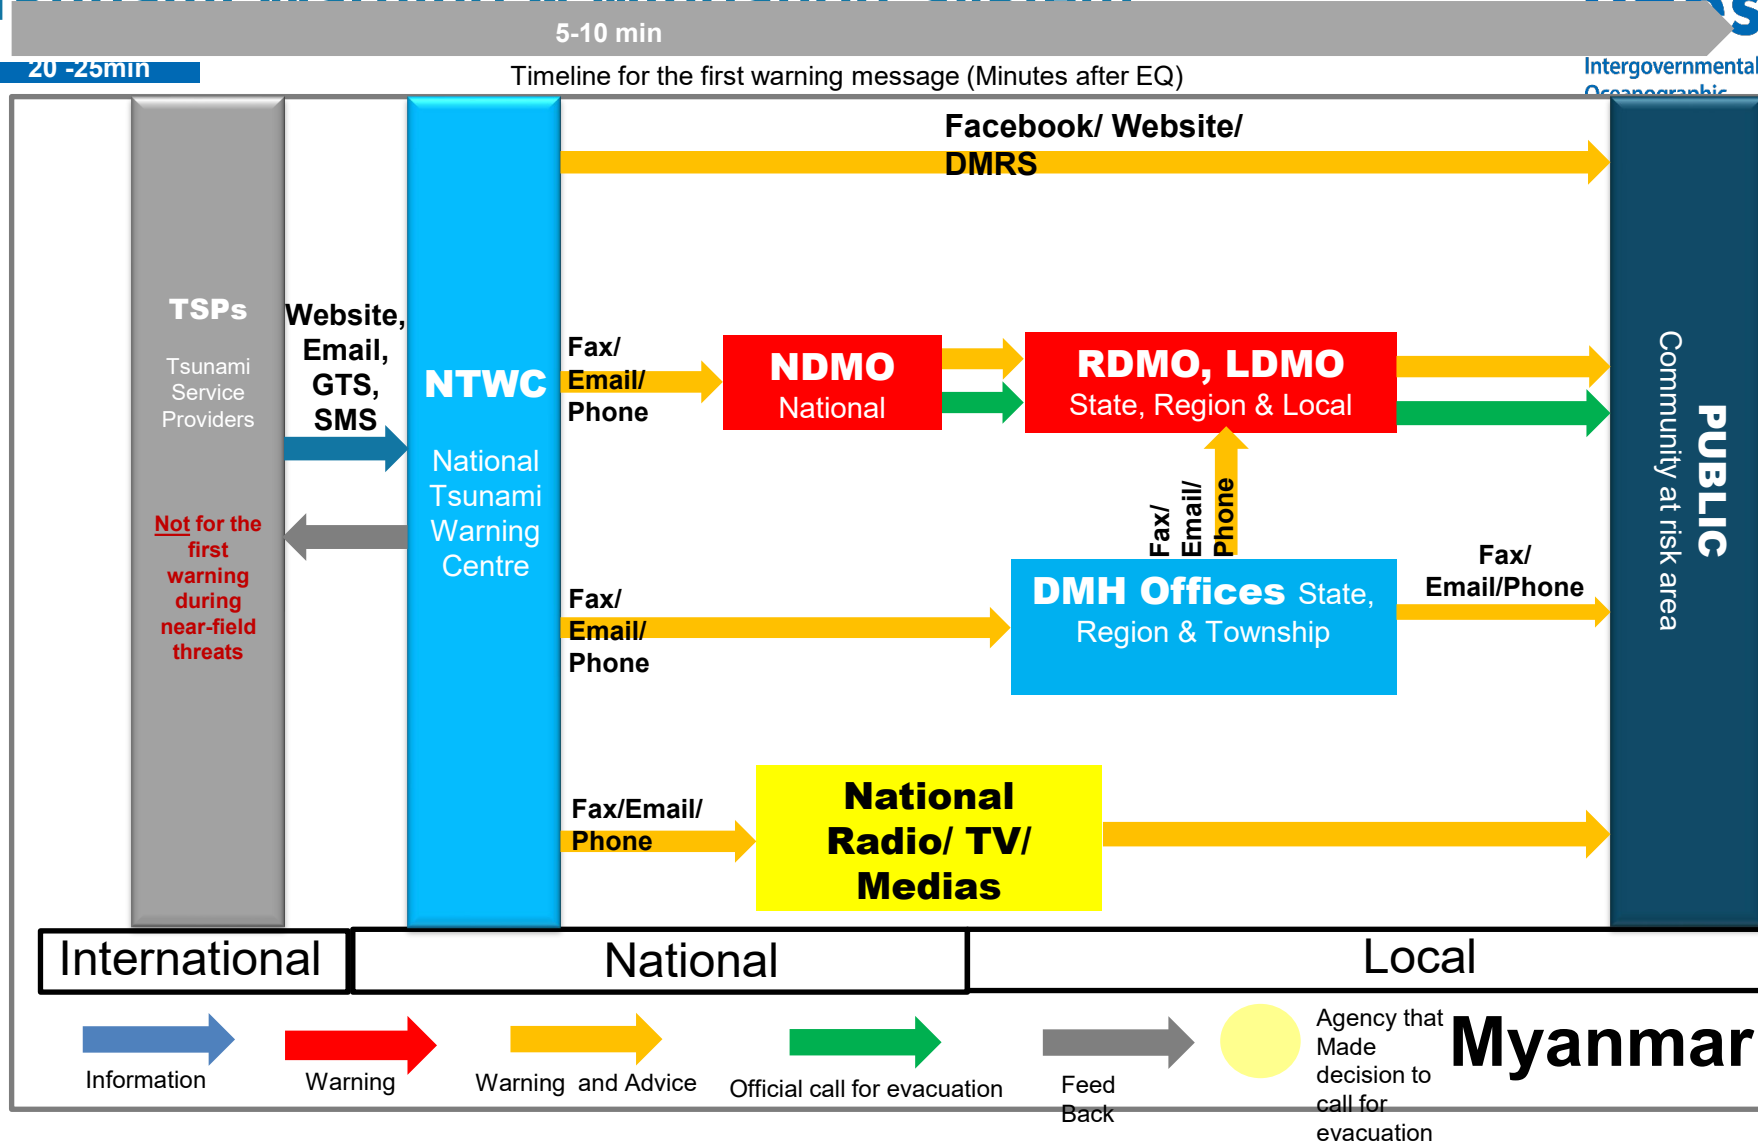 5-10 min
20 -25min
Timeline for the first warning message (Minutes after EQ)
Intergovernmental
Oceanographic
Facebook/ Website/
DMRS
TSPs
Tsunami
Service
Providers
Not for the
first
warning
during
near-field
threats
Website,
Email,
GTS,
SMS
NTWC
National
Tsunami
Warning
Centre
Fax/
Email/
Phone
NDMO
National
RDMO, LDMO
State, Region & Local
Fax/
Email/
Phone
Fax/
Email/
Phone
DMH Offices State,
Region & Township
Fax/
Email/Phone
Fax/Email/
Phone
National
Radio/ TV/
Medias
PUBLIC
Community at risk area
International
National
Local
Information
Warning
Warning and Advice
Official call for evacuation
Feed
Back
Agency that
Made
decision to
call for
evacuation
Myanmar